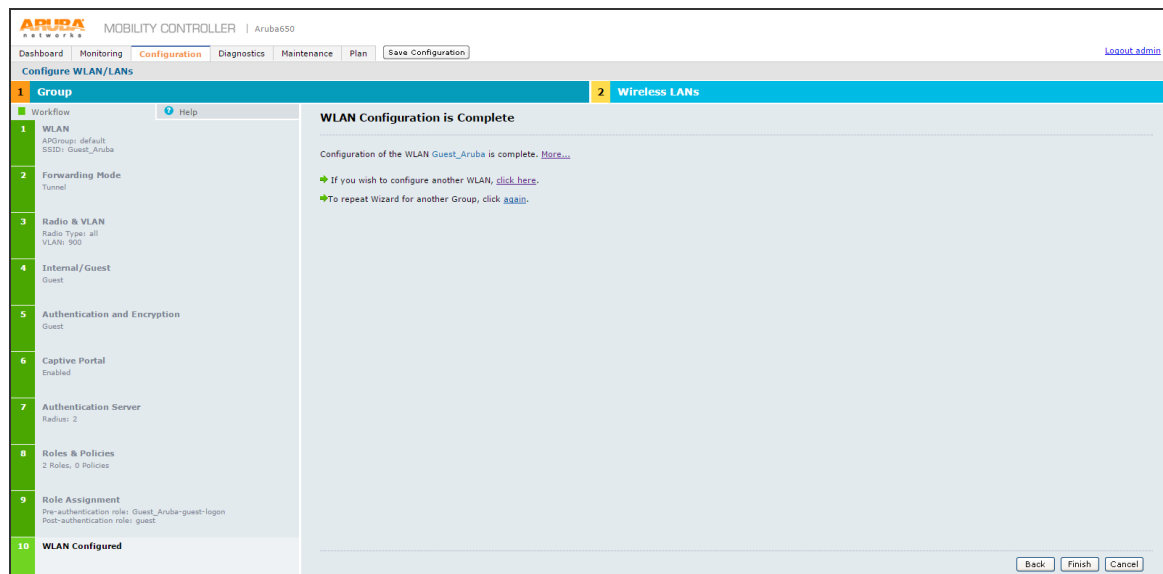 ARUBA
networks
MOBILITY CONTROLLER | Aruba650
Dashboard Monitoring Configuration Diagnostics Maintenance Plan Save Configuration
Logout admin
Configure WLAN/LANs
1 Group
2 Wireless LANs
Workflow
Help
1 WLAN
APGroup: default
SSID: Guest_Aruba
2 Forwarding Mode
Tunnel
3 Radio & VLAN
Radio Type: all
VLAN: 900
4 Internal/Guest
Guest
5 Authentication and Encryption
Guest
6 Captive Portal
Enabled
7 Authentication Server
Radius: 2
8 Roles & Policies
2 Roles, 0 Policies
9 Role Assignment
Pre-authentication role: Guest_Aruba-guest-logon
Post-authentication role: guest
10 WLAN Configured
WLAN Configuration is Complete
Configuration of the WLAN Guest_Aruba is complete. More...
If you wish to configure another WLAN, click here.
To repeat Wizard for another Group, click again.
Back Finish Cancel